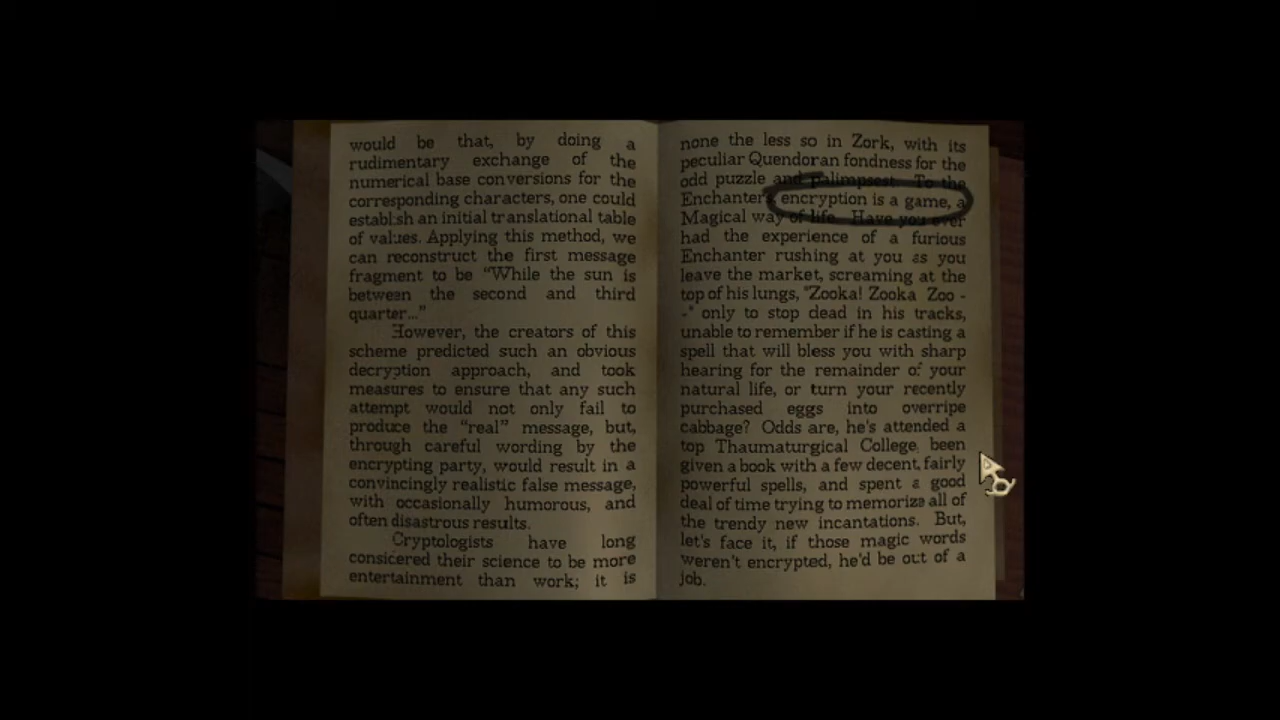 would be that, by doing a
rudimentary exchange of the
numerical base conversions for the
corresponding characters, one could
establish an initial translational table
of values. Applying this method, we
can reconstruct the first message
fragment to be "While the sun is
between the second and third
quarter..."
However, the creators of this
scheme predicted such an obvious
decryption approach, and took
measures to ensure that any such
attempt would not only fail to
produce the "real" message, but,
through careful wording by the
encrypting party, would result in a
convincingly realistic false message,
with occasionally humorous, and
often disastrous results.
Cryptologists have long
considered their science to be more
entertainment than work; it is
none the less so in Zork, with its
peculiar Quendoran fondness for the
odd puzzle and palimpsest. To the
Enchanter, encryption is a game, a
Magical way of life. Have you ever
had the experience of a furious
Enchanter rushing at you as you
leave the market, screaming at the
top of his lungs, "Zooka! Zooka Zoo -
-" only to stop dead in his tracks,
unable to remember if he is casting a
spell that will bless you with sharp
hearing for the remainder of your
natural life, or turn your recently
purchased eggs into overripe
cabbage? Odds are, he's attended a
top Thaumaturgical College, been
given a book with a few decent, fairly
powerful spells, and spent a good
deal of time trying to memorize all of
the trendy new incantations. But,
let's face it, if those magic words
weren't encrypted, he'd be out of a
job.